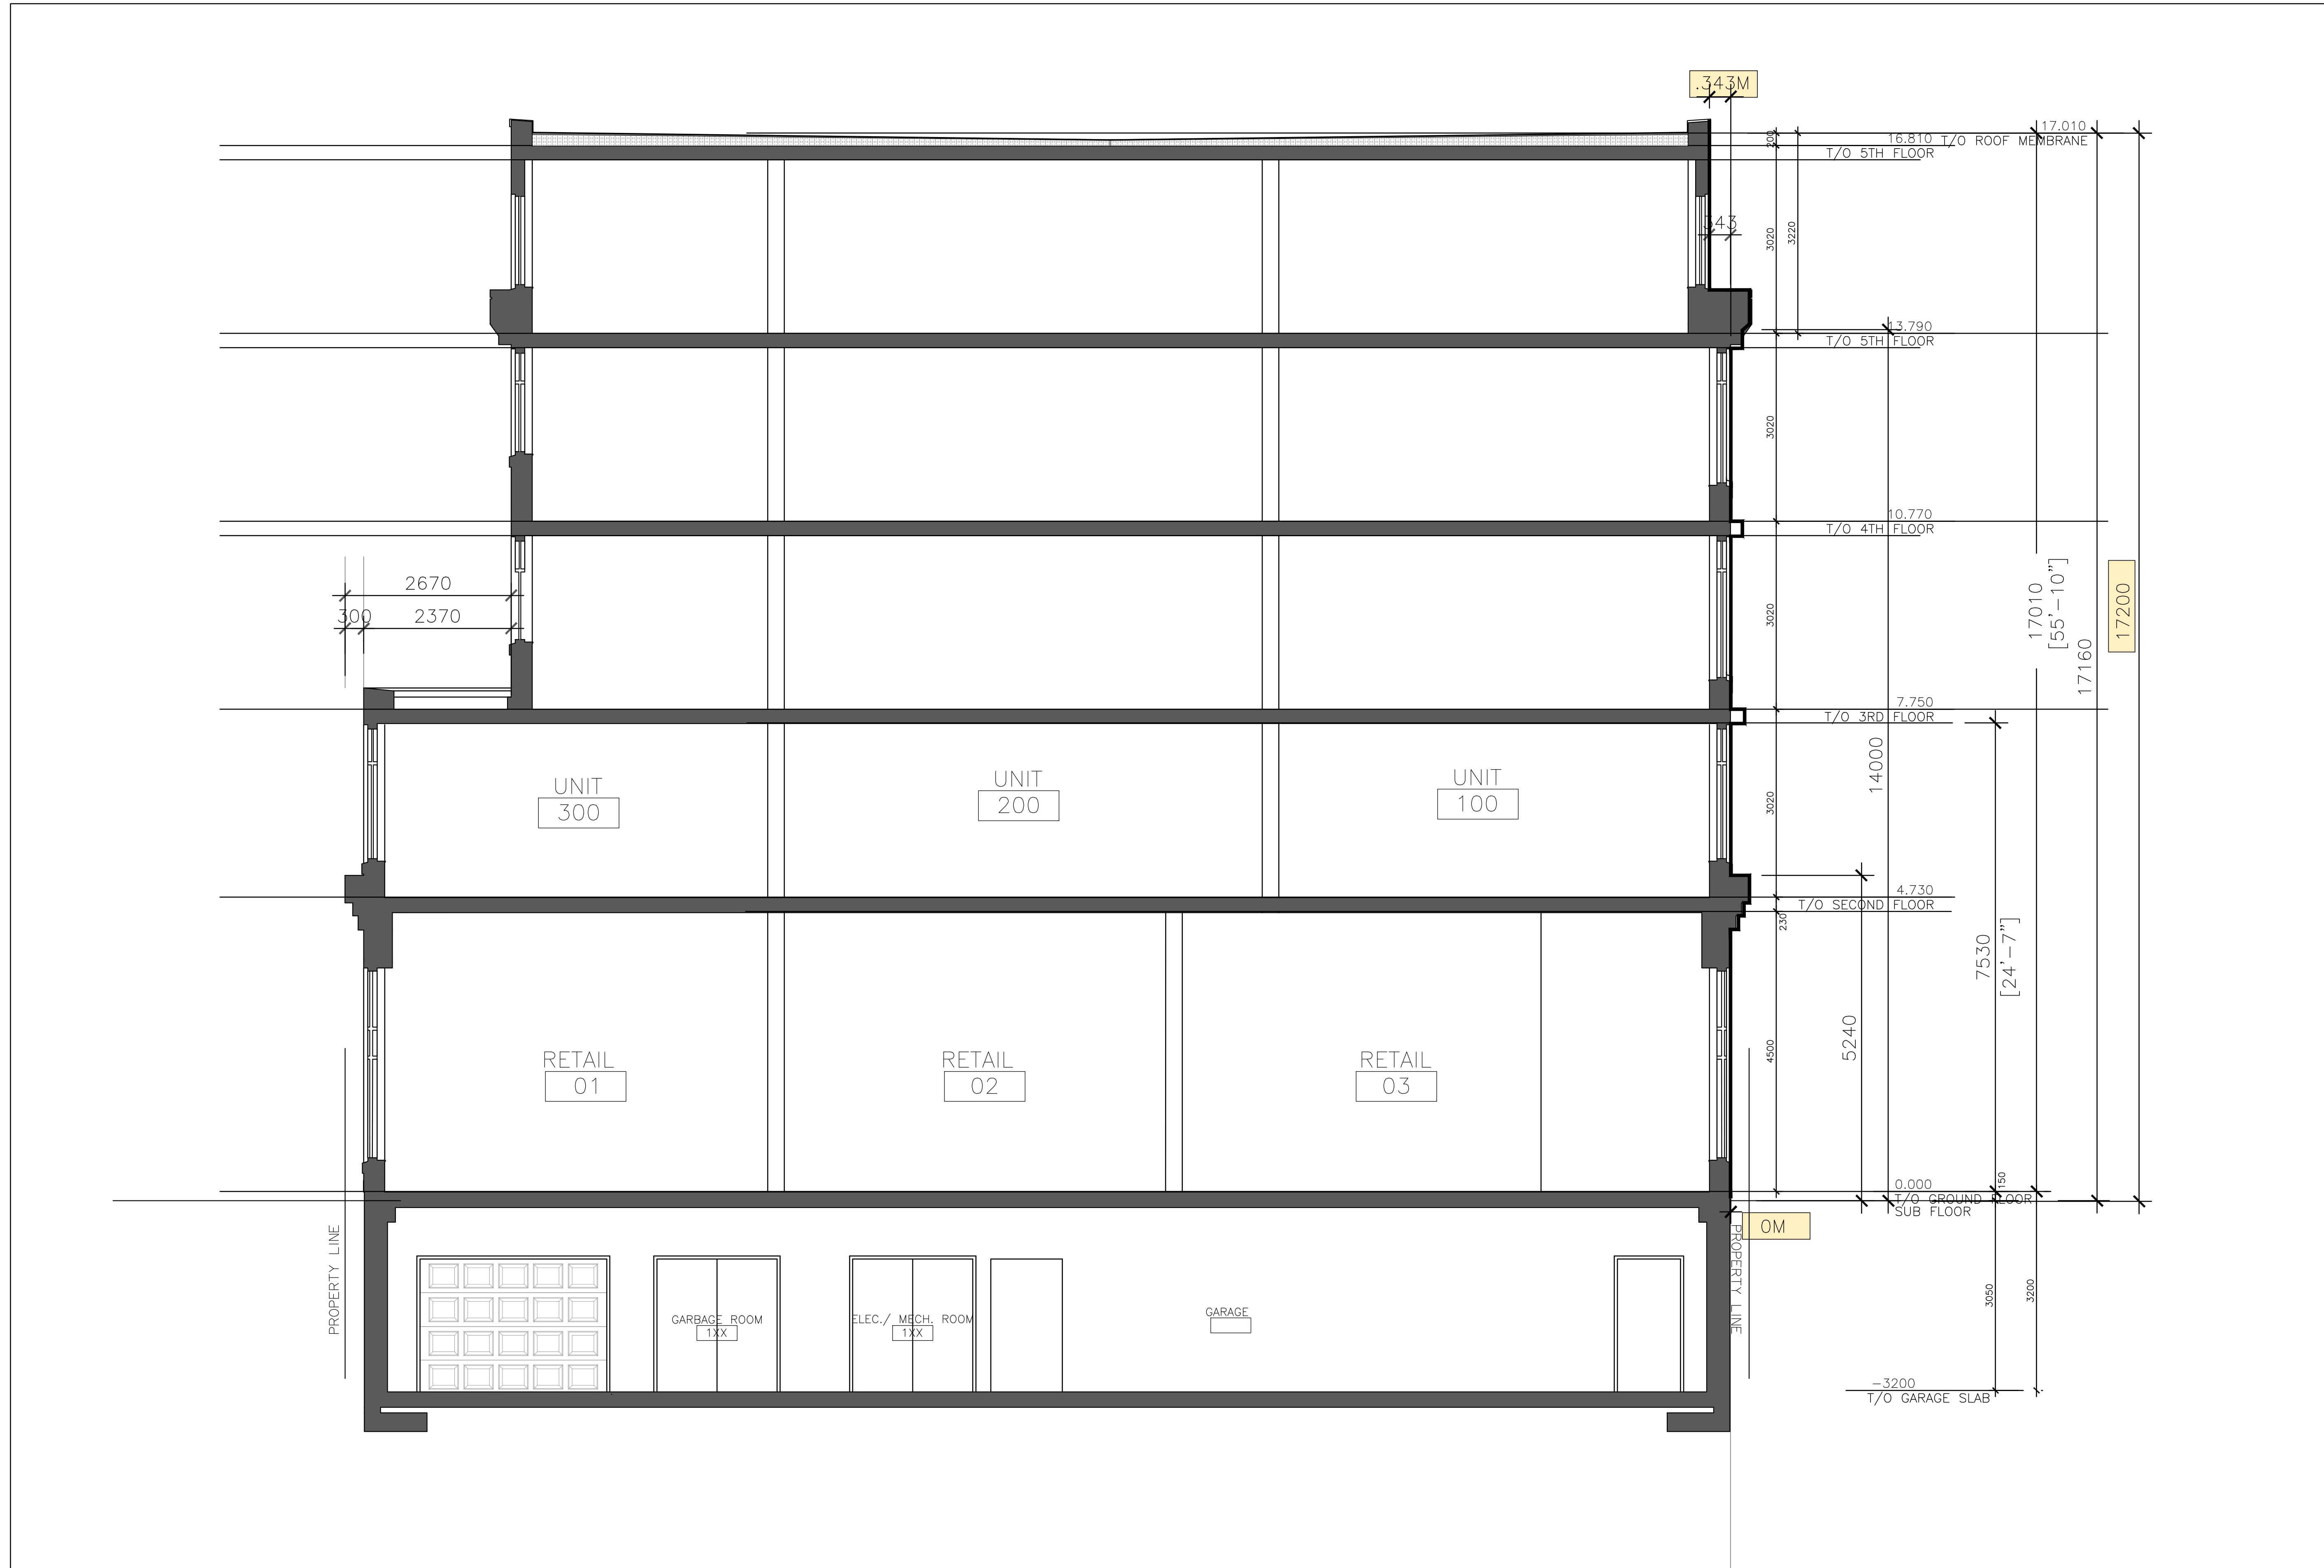 .343M
17.010
16.810 T/O ROOF MEMBRANE
200
T/O 5TH FLOOR
343
3020
3220
13.790
T/O 5TH FLOOR
3020
10.770
T/O 4TH FLOOR
2670
300 2370
3020
17010
[55'-10"]
17160
17200
7.750
T/O 3RD FLOOR
14000
UNIT
300
UNIT
200
UNIT
100
3020
4.730
T/O SECOND FLOOR
230
7530
[24'-7"]
5240
4500
RETAIL
01
RETAIL
02
RETAIL
03
0.000
T/O GROUND FLOOR
SUB FLOOR
150
0M
PROPERTY LINE
PROPERTY LINE
GARBAGE ROOM
1XX
ELEC./ MECH. ROOM
1XX
GARAGE
3050
3200
-3200
T/O GARAGE SLAB